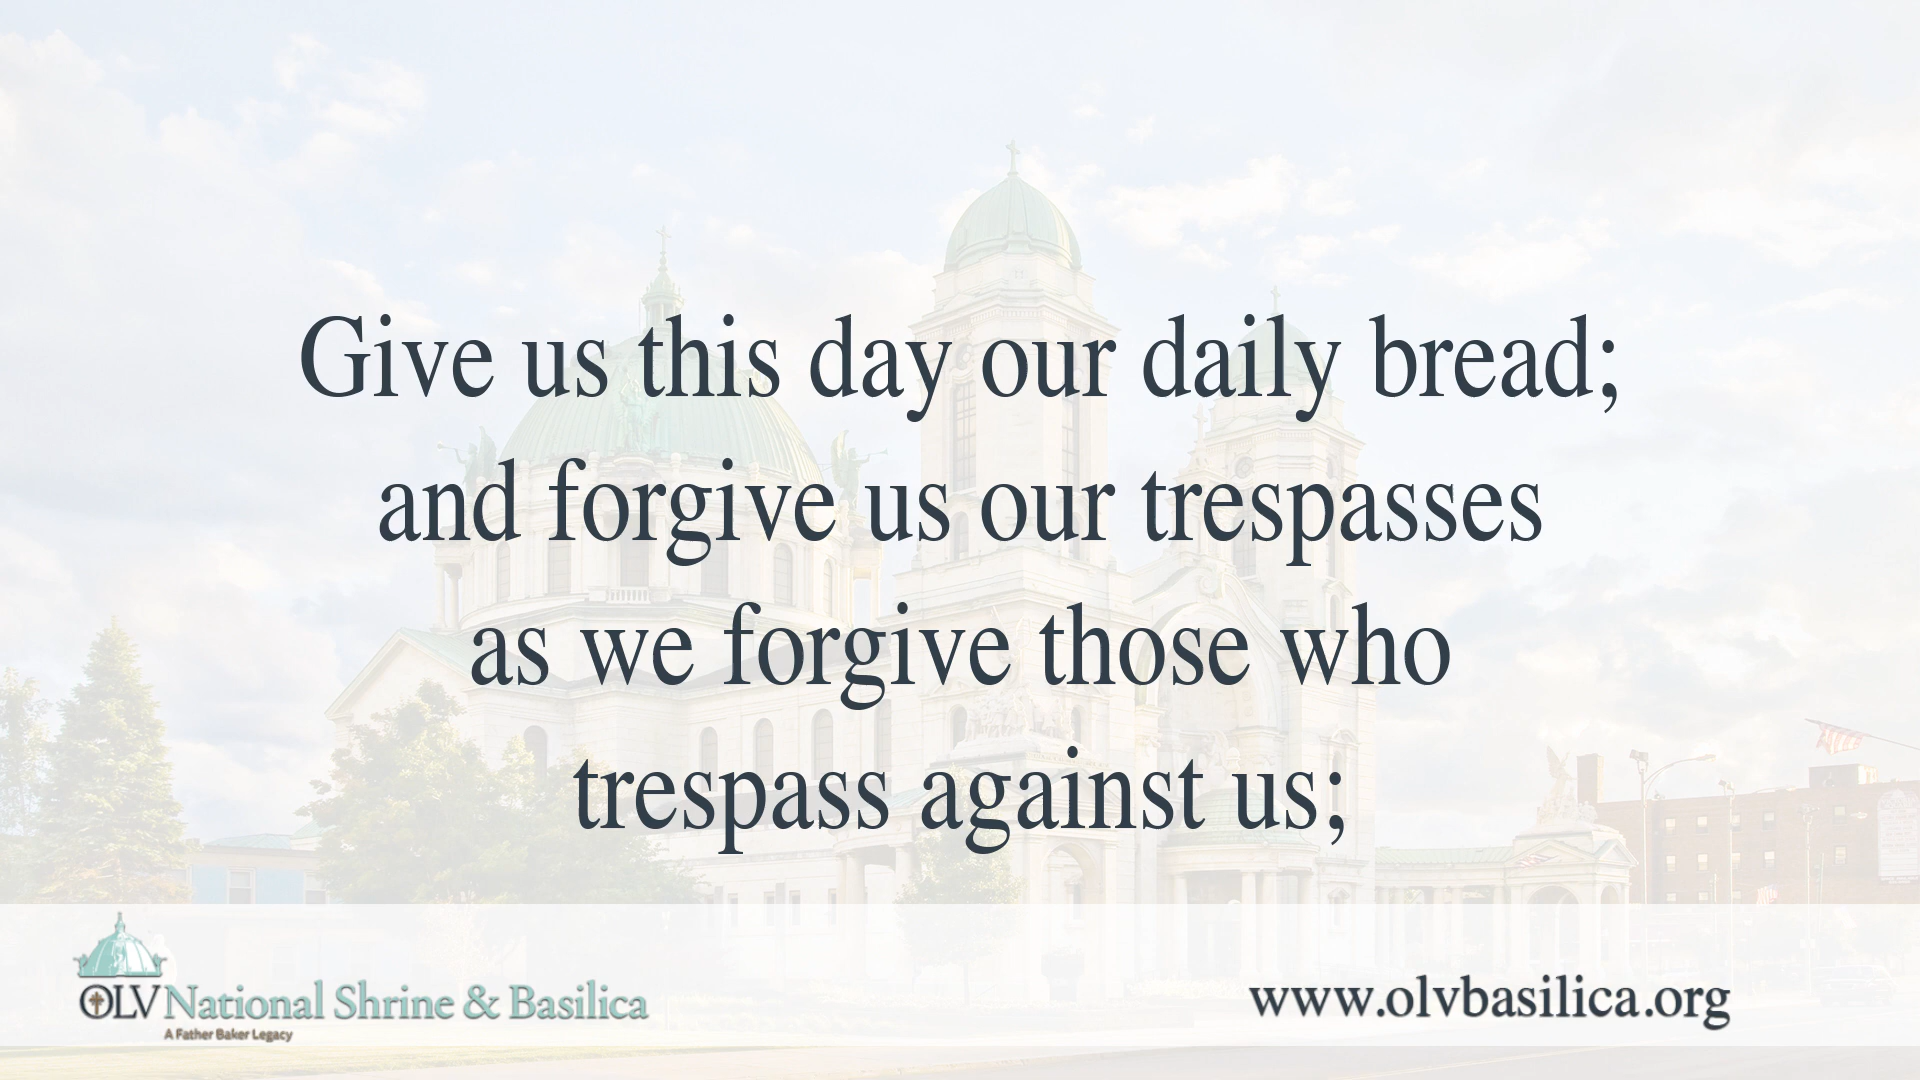 Give us this day our daily bread;
and forgive us our trespasses
as we forgive those who
trespass against us;
OLV National Shrine & Basilica
A Father Baker Legacy
www.olvbasilica.org